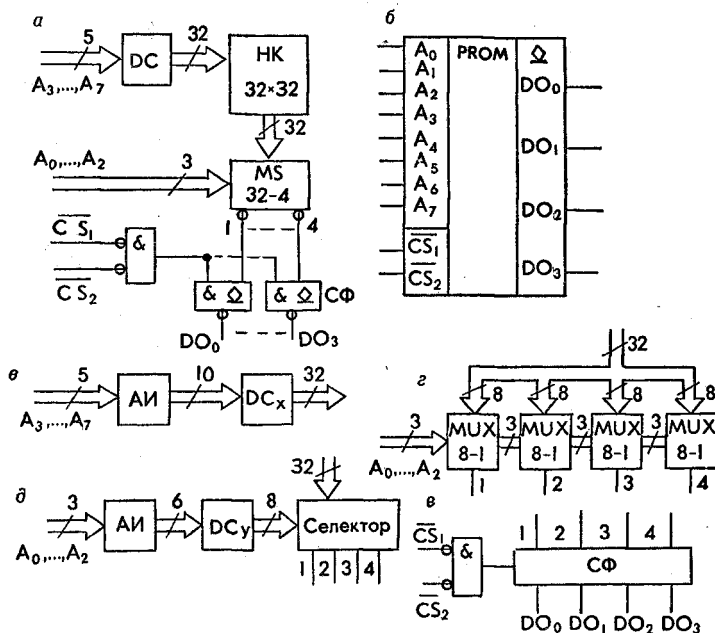 а
5
32
DC
НК
32×32
A3,...,A7
32
A0,...,A2
3
MS
32-4
1
4
CS1
CS2
&
& ◇
& ◇
СФ
DO0
DO3
б
A0
A1
A2
A3
A4
A5
A6
A7
CS1
CS2
PROM
◇
DO0
DO1
DO2
DO3
в
5
АИ
10
DCx
32
A3,...,A7
г
32
8
8
8
8
3
MUX
8-1
3
MUX
8-1
3
MUX
8-1
3
MUX
8-1
A0,...,A2
1
2
3
4
д
3
АИ
6
DCy
8
32
Селектор
A0,...,A2
1 2 3 4
е
CS1
CS2
&
1 2 3 4
СФ
DO0 DO1 DO2 DO3